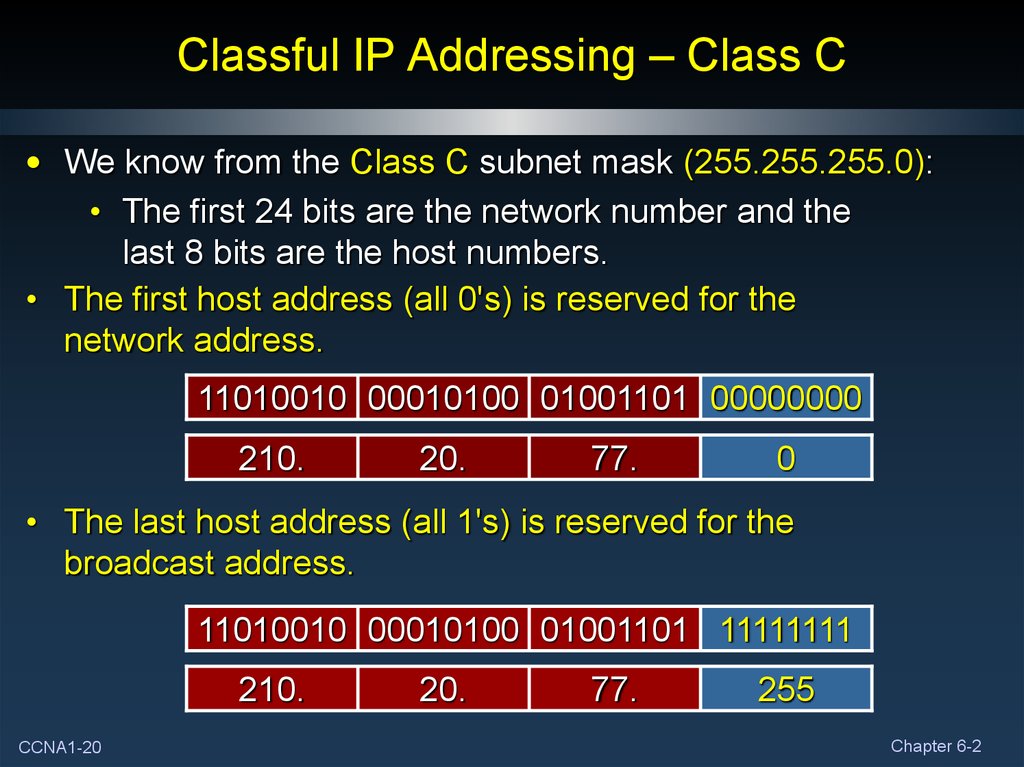 Classful IP Addressing – Class C
• We know from the Class C subnet mask (255.255.255.0):
• The first 24 bits are the network number and the
last 8 bits are the host numbers.
• The first host address (all 0's) is reserved for the
network address.
11010010 00010100 01001101 00000000
210. 20. 77. 0
• The last host address (all 1's) is reserved for the
broadcast address.
11010010 00010100 01001101 11111111
210. 20. 77. 255
CCNA1-20 Chapter 6-2